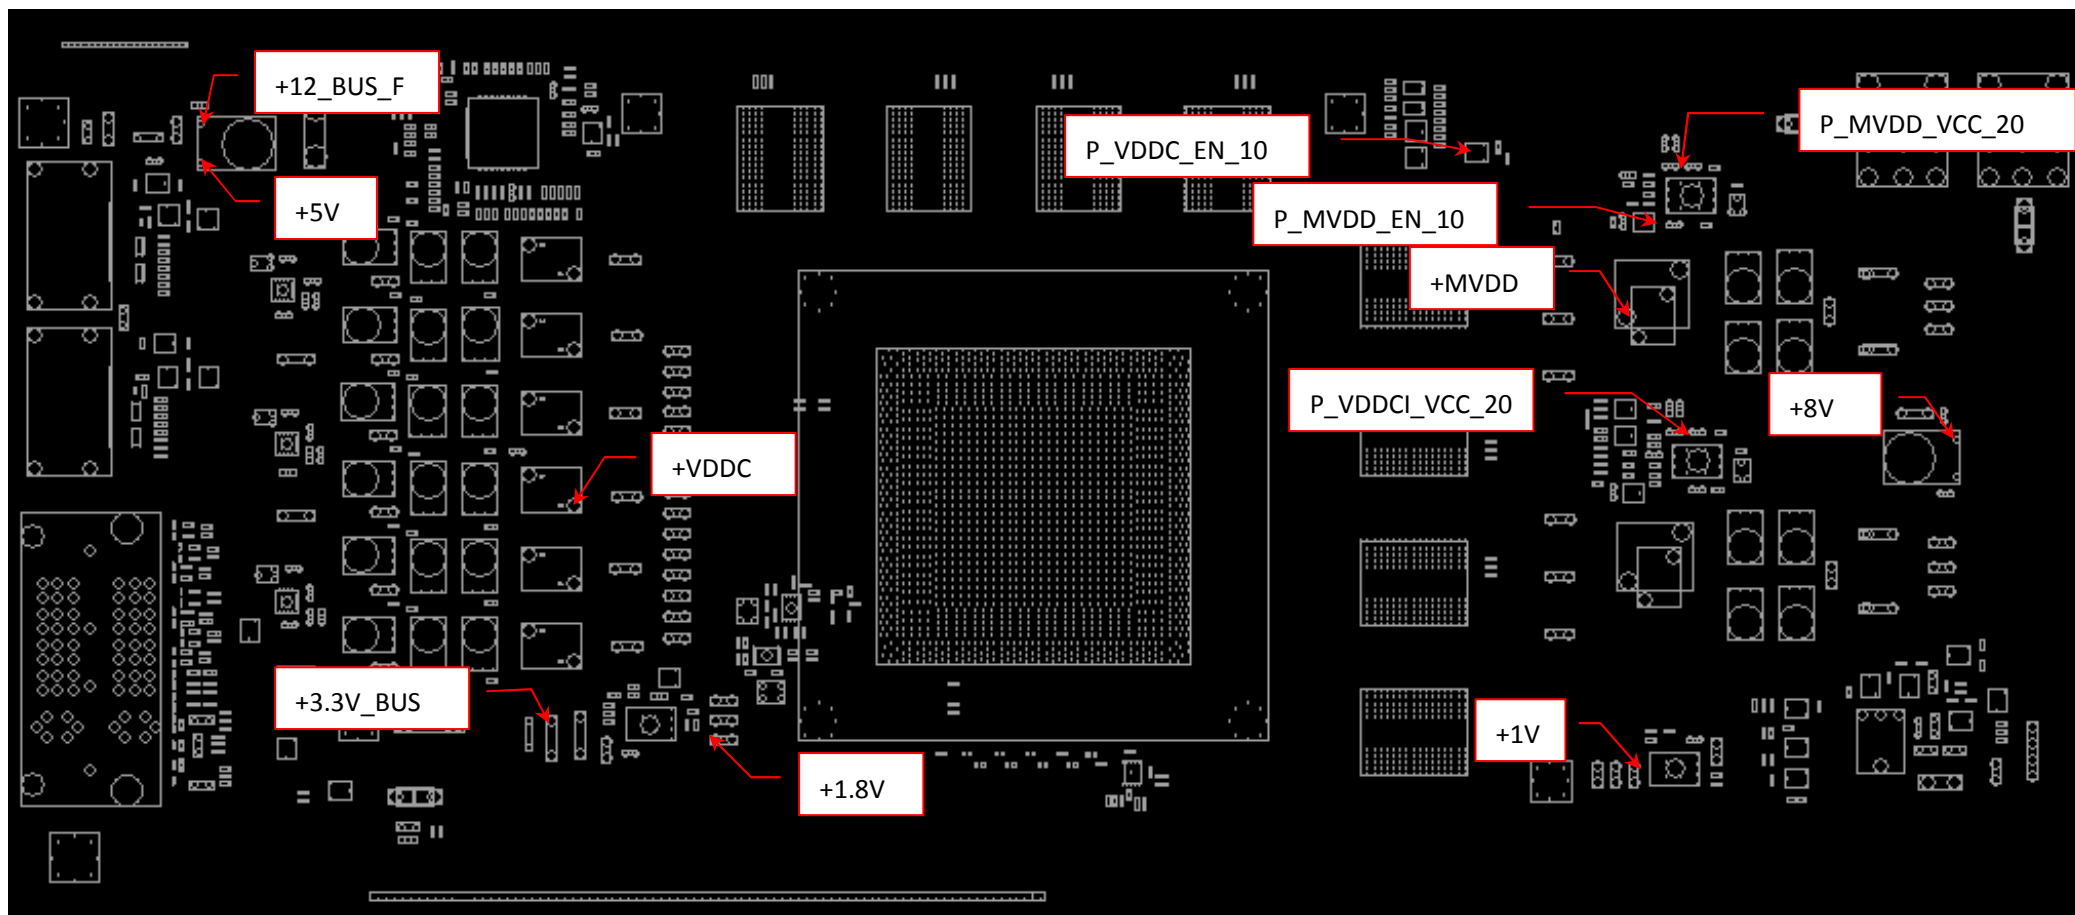 +12_BUS_F
P_MVDD_VCC_20
P_VDDC_EN_10
+5V
P_MVDD_EN_10
+MVDD
P_VDDCI_VCC_20
+8V
+VDDC
+3.3V_BUS
+1V
+1.8V